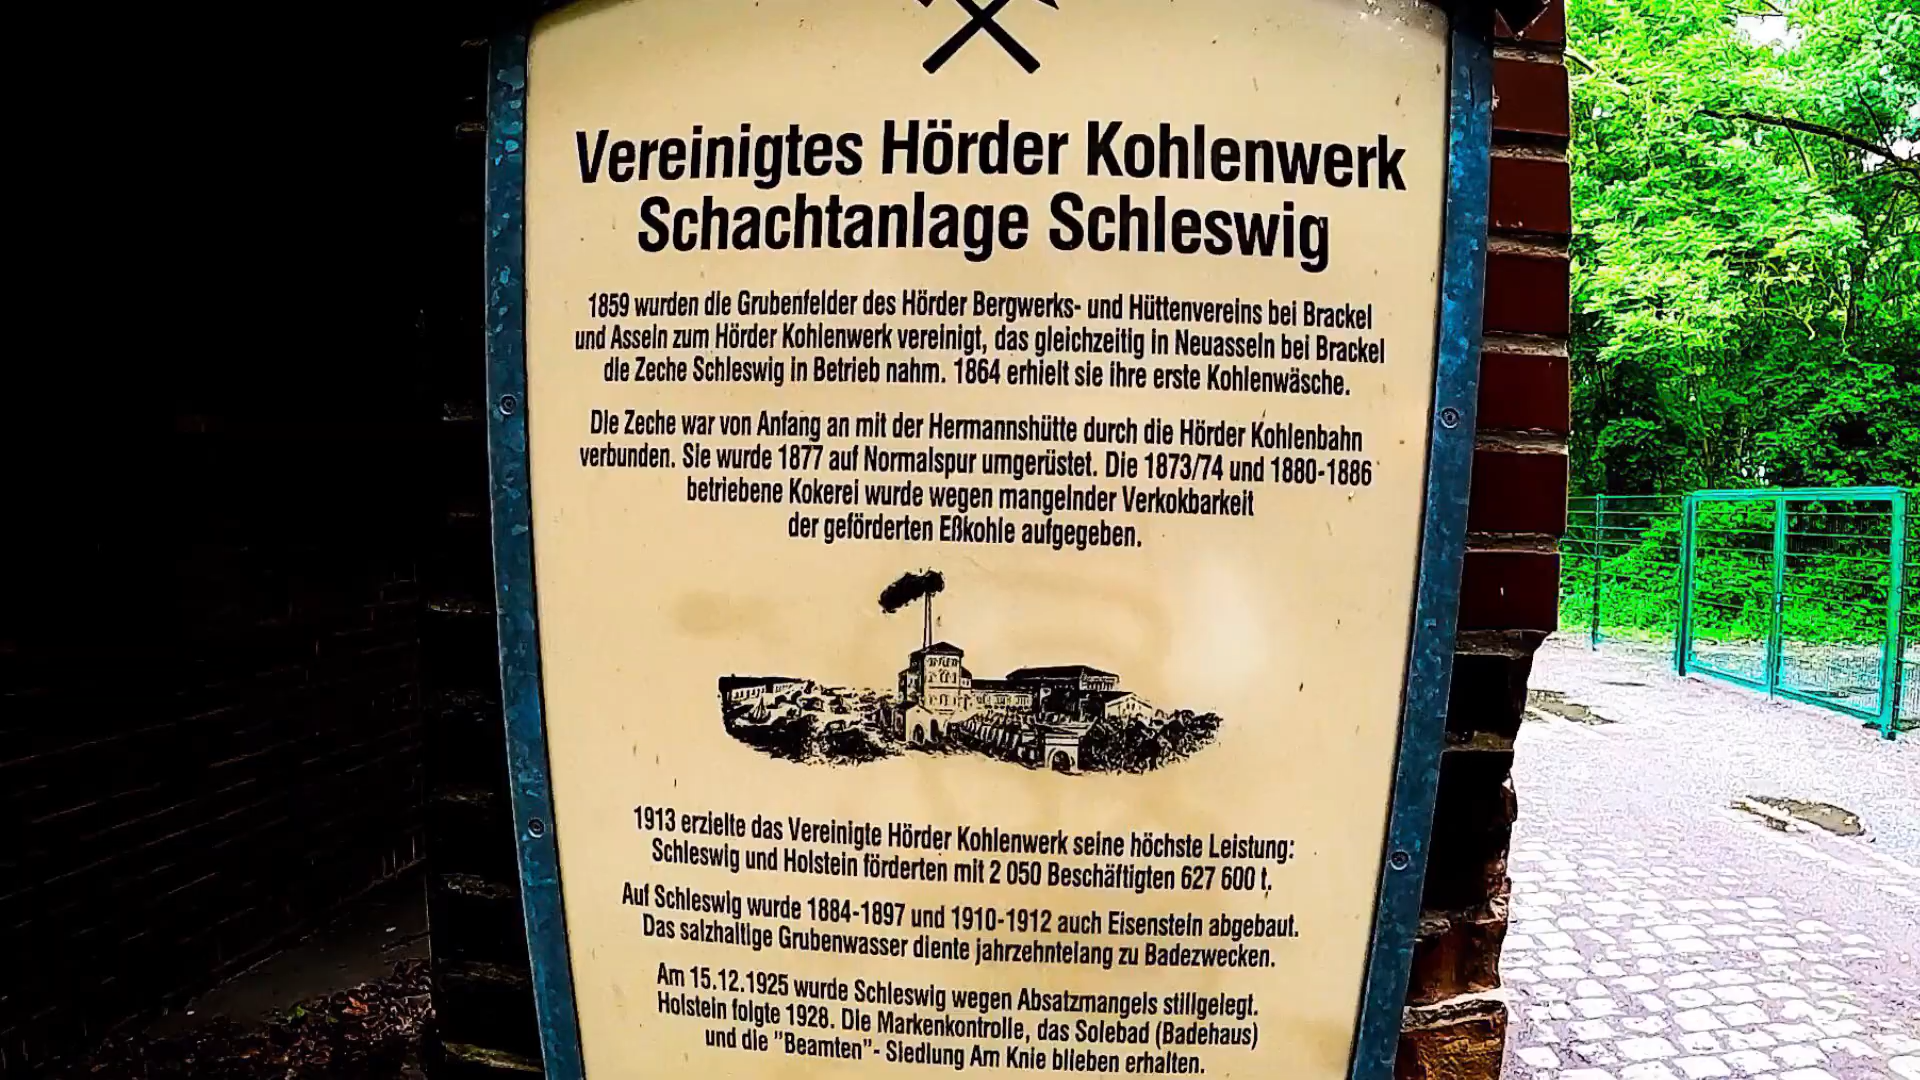 Vereinigtes Hörder Kohlenwerk
Schachtanlage Schleswig
1859 wurden die Grubenfelder des Hörder Bergwerks- und Hüttenvereins bei Brackel
und Asseln zum Hörder Kohlenwerk vereinigt, das gleichzeitig in Neuasseln bei Brackel
die Zeche Schleswig in Betrieb nahm. 1864 erhielt sie ihre erste Kohlenwäsche.
Die Zeche war von Anfang an mit der Hermannshütte durch die Hörder Kohlenbahn
verbunden. Sie wurde 1877 auf Normalspur umgerüstet. Die 1873/74 und 1880-1886
betriebene Kokerei wurde wegen mangelnder Verkokbarkeit
der geförderten Eßkohle aufgegeben.
1913 erzielte das Vereinigte Hörder Kohlenwerk seine höchste Leistung:
Schleswig und Holstein förderten mit 2 050 Beschäftigten 627 600 t.
Auf Schleswig wurde 1884-1897 und 1910-1912 auch Eisenstein abgebaut.
Das salzhaltige Grubenwasser diente jahrzehntelang zu Badezwecken.
Am 15.12.1925 wurde Schleswig wegen Absatzmangels stillgelegt.
Holstein folgte 1928. Die Markenkontrolle, das Solebad (Badehaus)
und die "Beamten"- Siedlung Am Knie blieben erhalten.